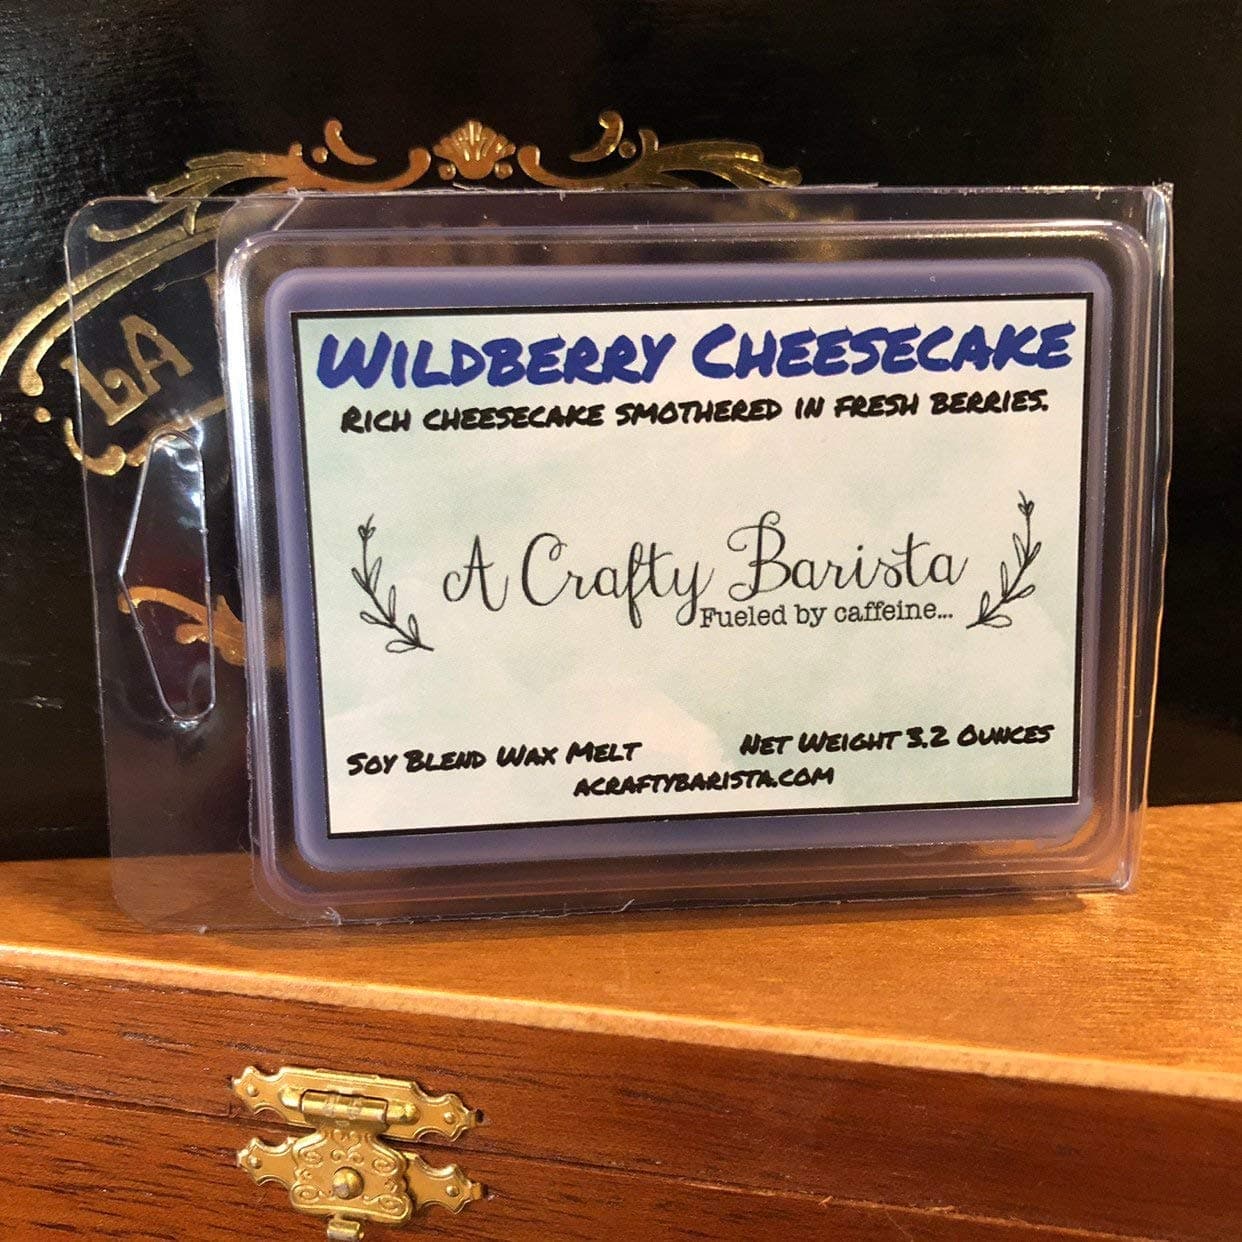 LA
WILDBERRY CHEESECAKE
RICH CHEESECAKE SMOTHERED IN FRESH BERRIES.
A Crafty Barista
Fueled by caffeine...
SOY BLEND WAX MELT
NET WEIGHT 3.2 OUNCES
ACRAFTYBARISTA.COM